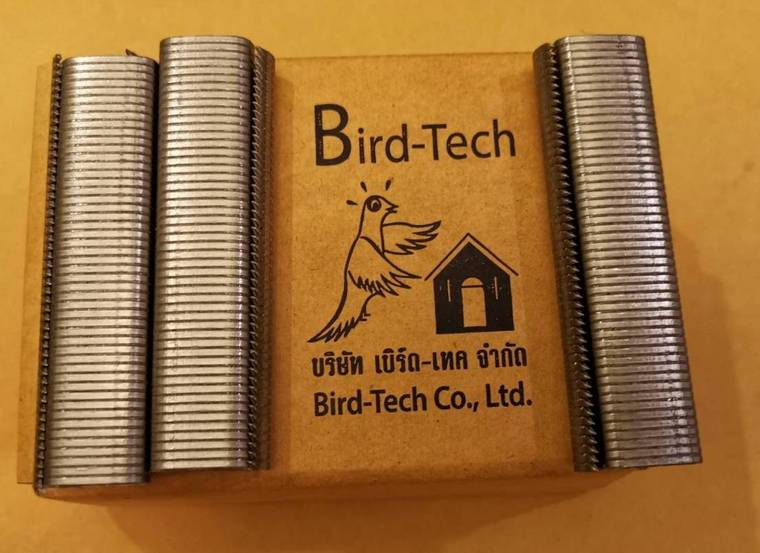 Bird-Tech
บริษัท เบิร์ด-เทค จำกัด
Bird-Tech Co., Ltd.